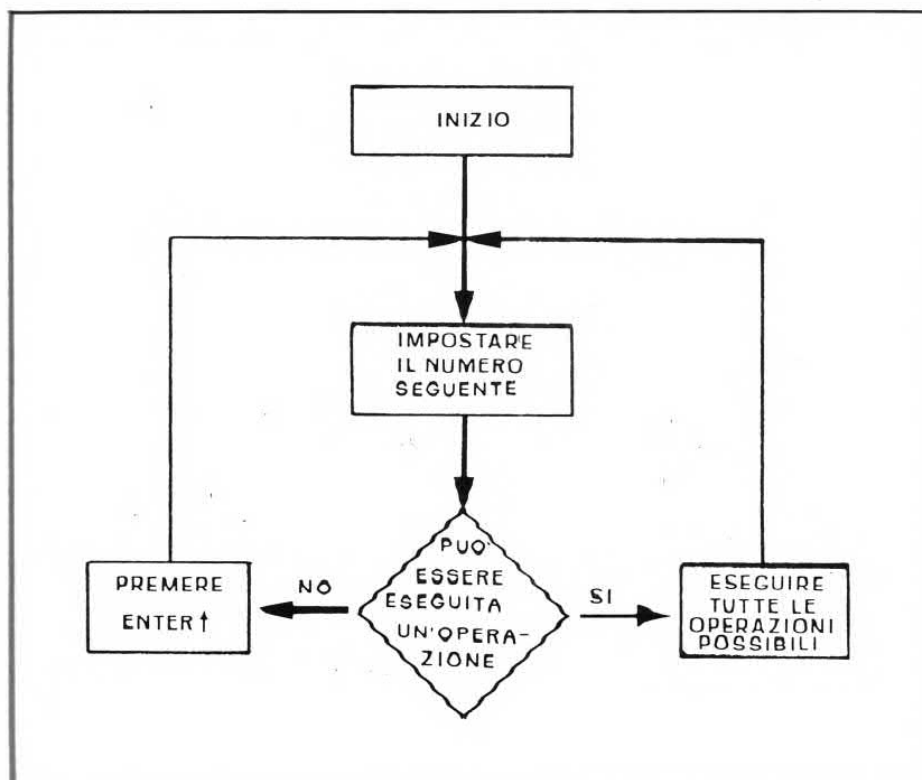 INIZIO
IMPOSTARE
IL NUMERO
SEGUENTE
PUO'
ESSERE
ESEGUITA
UN'OPERA-
ZIONE
NO
PREMERE
ENTER↑
SI
ESEGUIRE
TUTTE LE
OPERAZIONI
POSSIBILI